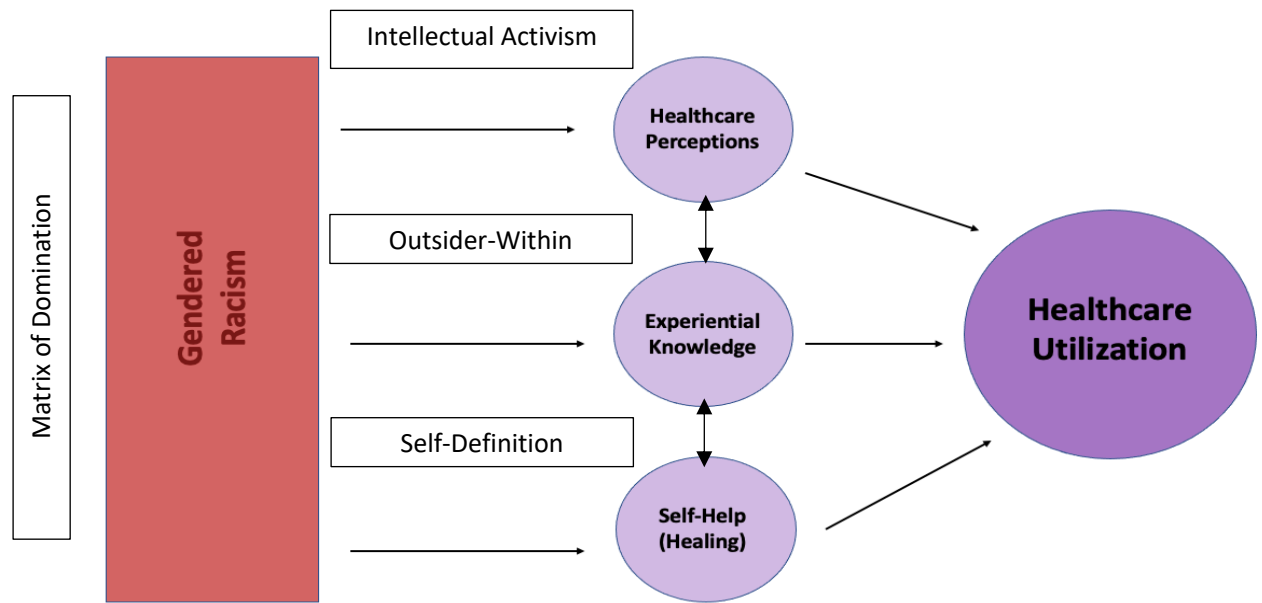 Matrix of Domination
Gendered
Racism
Intellectual Activism
Healthcare
Perceptions
Outsider-Within
Experiential
Knowledge
Self-Definition
Self-Help
(Healing)
Healthcare
Utilization